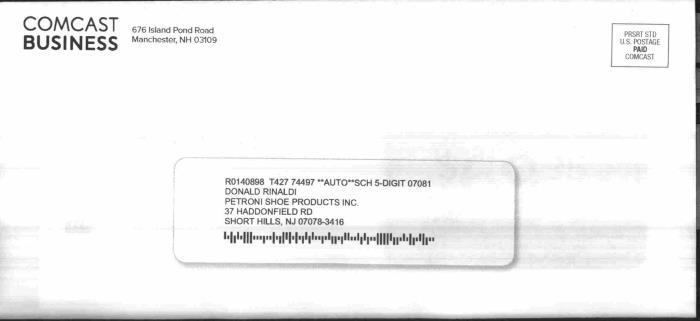 COMCAST
BUSINESS
676 Island Pond Road
Manchester, NH 03109
PRSRT STD
U.S. POSTAGE
PAID
COMCAST
R0140898 T427 74497 **AUTO**SCH 5-DIGIT 07081
DONALD RINALDI
PETRONI SHOE PRODUCTS INC.
37 HADDONFIELD RD
SHORT HILLS, NJ 07078-3416